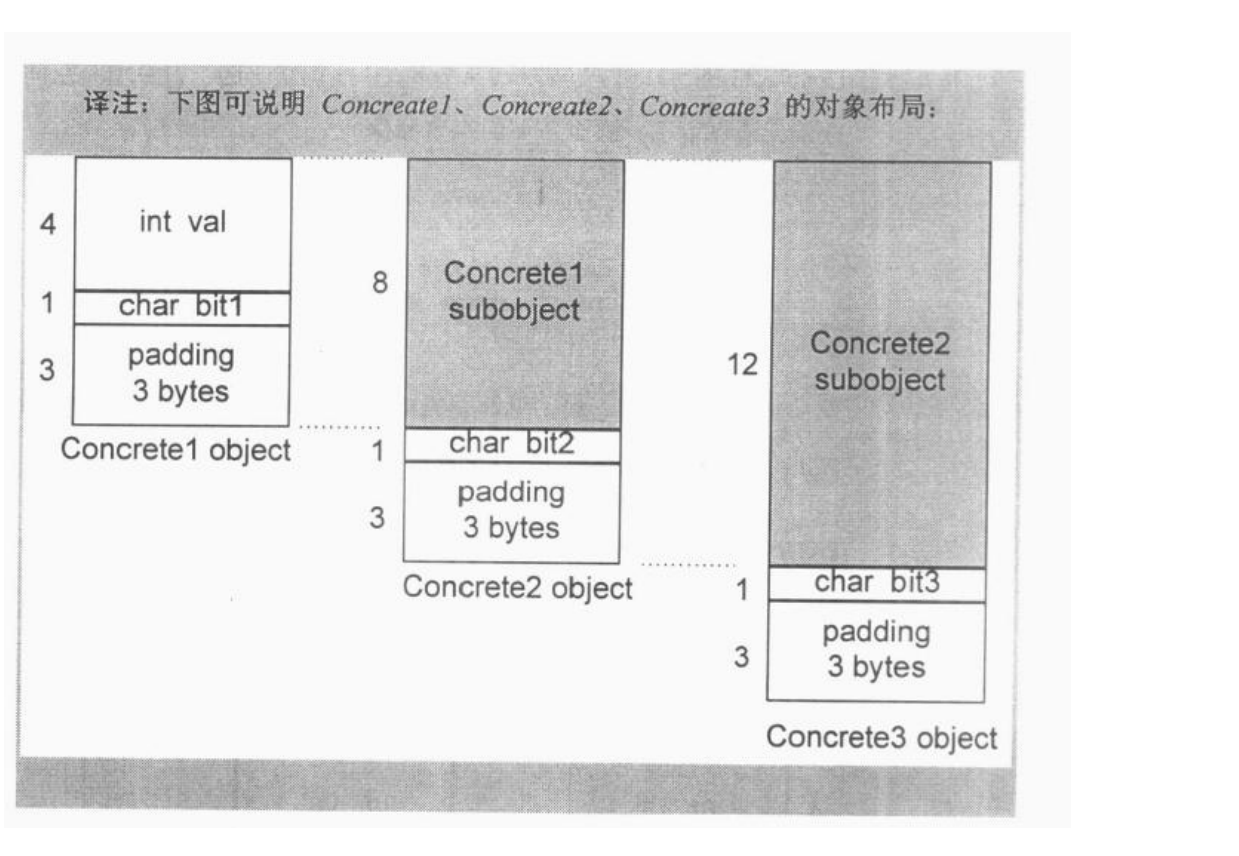 译注：下图可说明 Concreate1、Concreate2、Concreate3 的对象布局：
4
int val
1
char bit1
3
padding
3 bytes
Concrete1 object
8
Concrete1
subobject
1
char bit2
3
padding
3 bytes
Concrete2 object
12
Concrete2
subobject
1
char bit3
3
padding
3 bytes
Concrete3 object